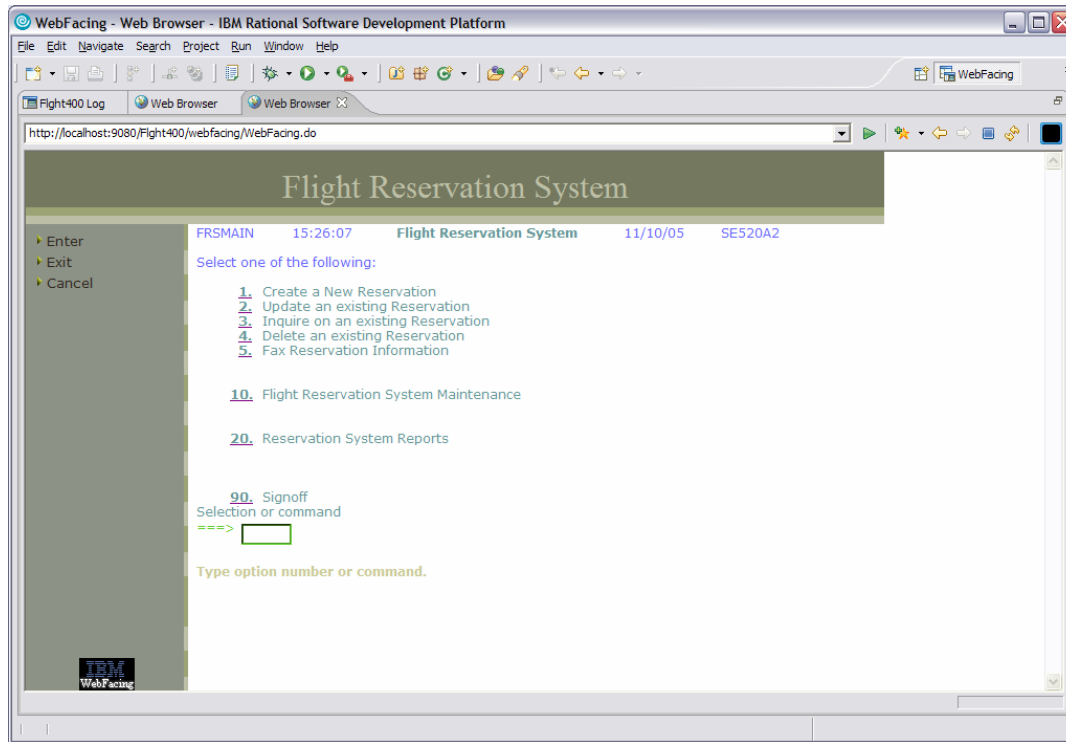 WebFacing - Web Browser - IBM Rational Software Development Platform
File Edit Navigate Search Project Run Window Help
WebFacing
Flght400 Log Web Browser Web Browser
http://localhost:9080/Flght400/webfacing/WebFacing.do
Flight Reservation System
Enter
Exit
Cancel
FRSMAIN 15:26:07 Flight Reservation System 11/10/05 SE520A2
Select one of the following:
1. Create a New Reservation
2. Update an existing Reservation
3. Inquire on an existing Reservation
4. Delete an existing Reservation
5. Fax Reservation Information
10. Flight Reservation System Maintenance
20. Reservation System Reports
90. Signoff
Selection or command
===>
Type option number or command.
IBM
WebFacing